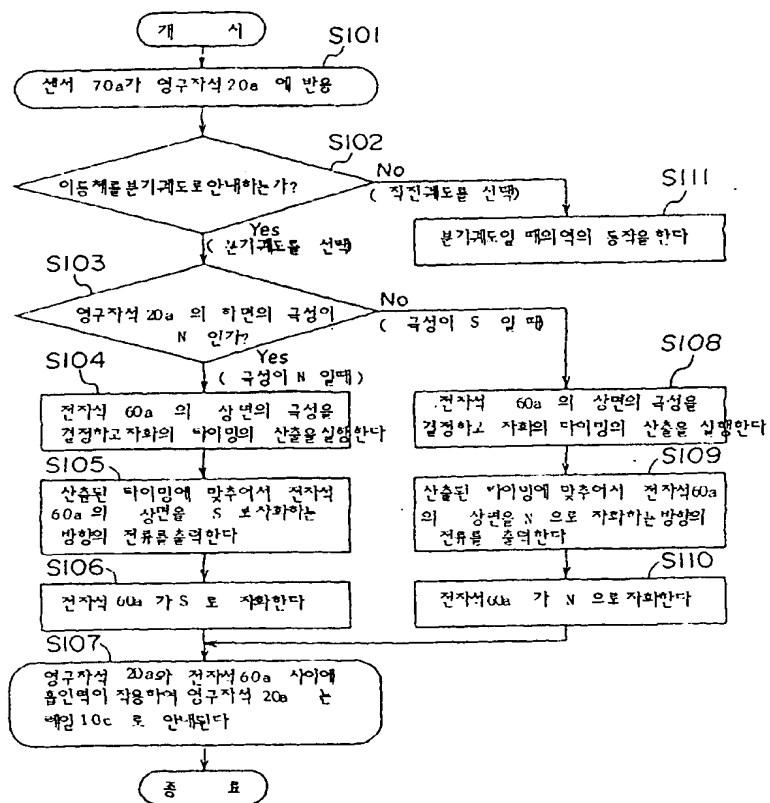 개 시
S101
센서 70a가 영구자석 20a 에 반응
S102
이동체를분기궤도로안내하는가?
No
( 직진궤도를 선택)
S111
분기궤도일 때의역의 동작을한다
Yes
( 분기궤도를 선택)
S103
영구자석 20a 의 하면의 극성이
N 인가?
No
( 극성이 S 일 때)
Yes
( 극성이 N 일때)
S104
전자석 60a 의 상면의 극성을
결정하고자화의 타이밍의 산출을실행한다
S105
산출된 타이밍에 맞추어서 전자석
60a 의 상면을 S 로자화하는
방향의 전류를출력한다
S106
전자석 60a 가 S 로 자화한다
S108
전자석 60a 의 상면의 극성을
결정하고 자화의 타이밍의 산출을실행한다
S109
산출된 타이밍에 맞추어서 전자석60a
의 상면을 N 으로 자화하는방향의
전류를 출력한다
S110
전자석60a 가 N 으로자화한다
S107
영구자석 20a와 전자석60a 사이에
흡인력이 작용하여 영구자석 20a 는
레일10c 로 안내된다
종 료